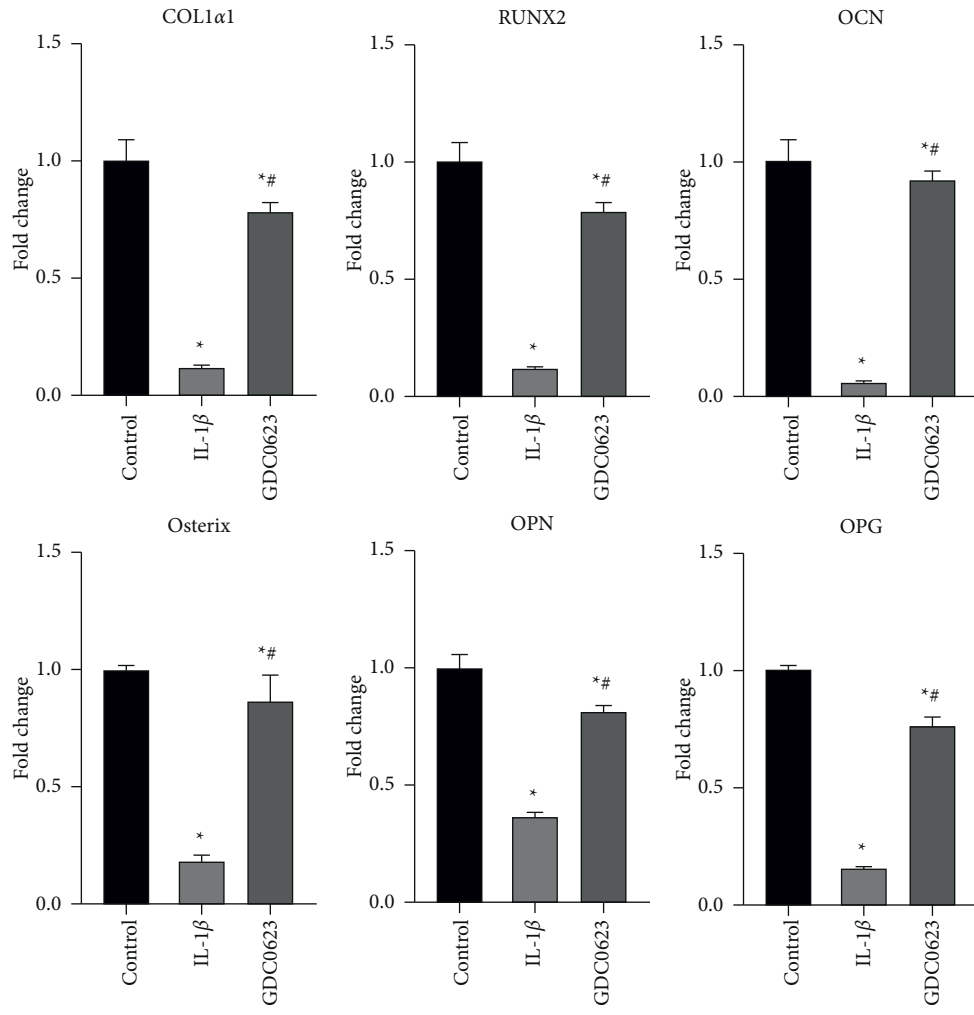 COL1α1
Fold change
1.5
1.0
0.5
0.0
*
*#
Control
IL-1β
GDC0623
RUNX2
Fold change
1.5
1.0
0.5
0.0
*
*#
Control
IL-1β
GDC0623
OCN
Fold change
1.5
1.0
0.5
0.0
*
*#
Control
IL-1β
GDC0623
Osterix
Fold change
1.5
1.0
0.5
0.0
*
*#
Control
IL-1β
GDC0623
OPN
Fold change
1.5
1.0
0.5
0.0
*
*#
Control
IL-1β
GDC0623
OPG
Fold change
1.5
1.0
0.5
0.0
*
*#
Control
IL-1β
GDC0623